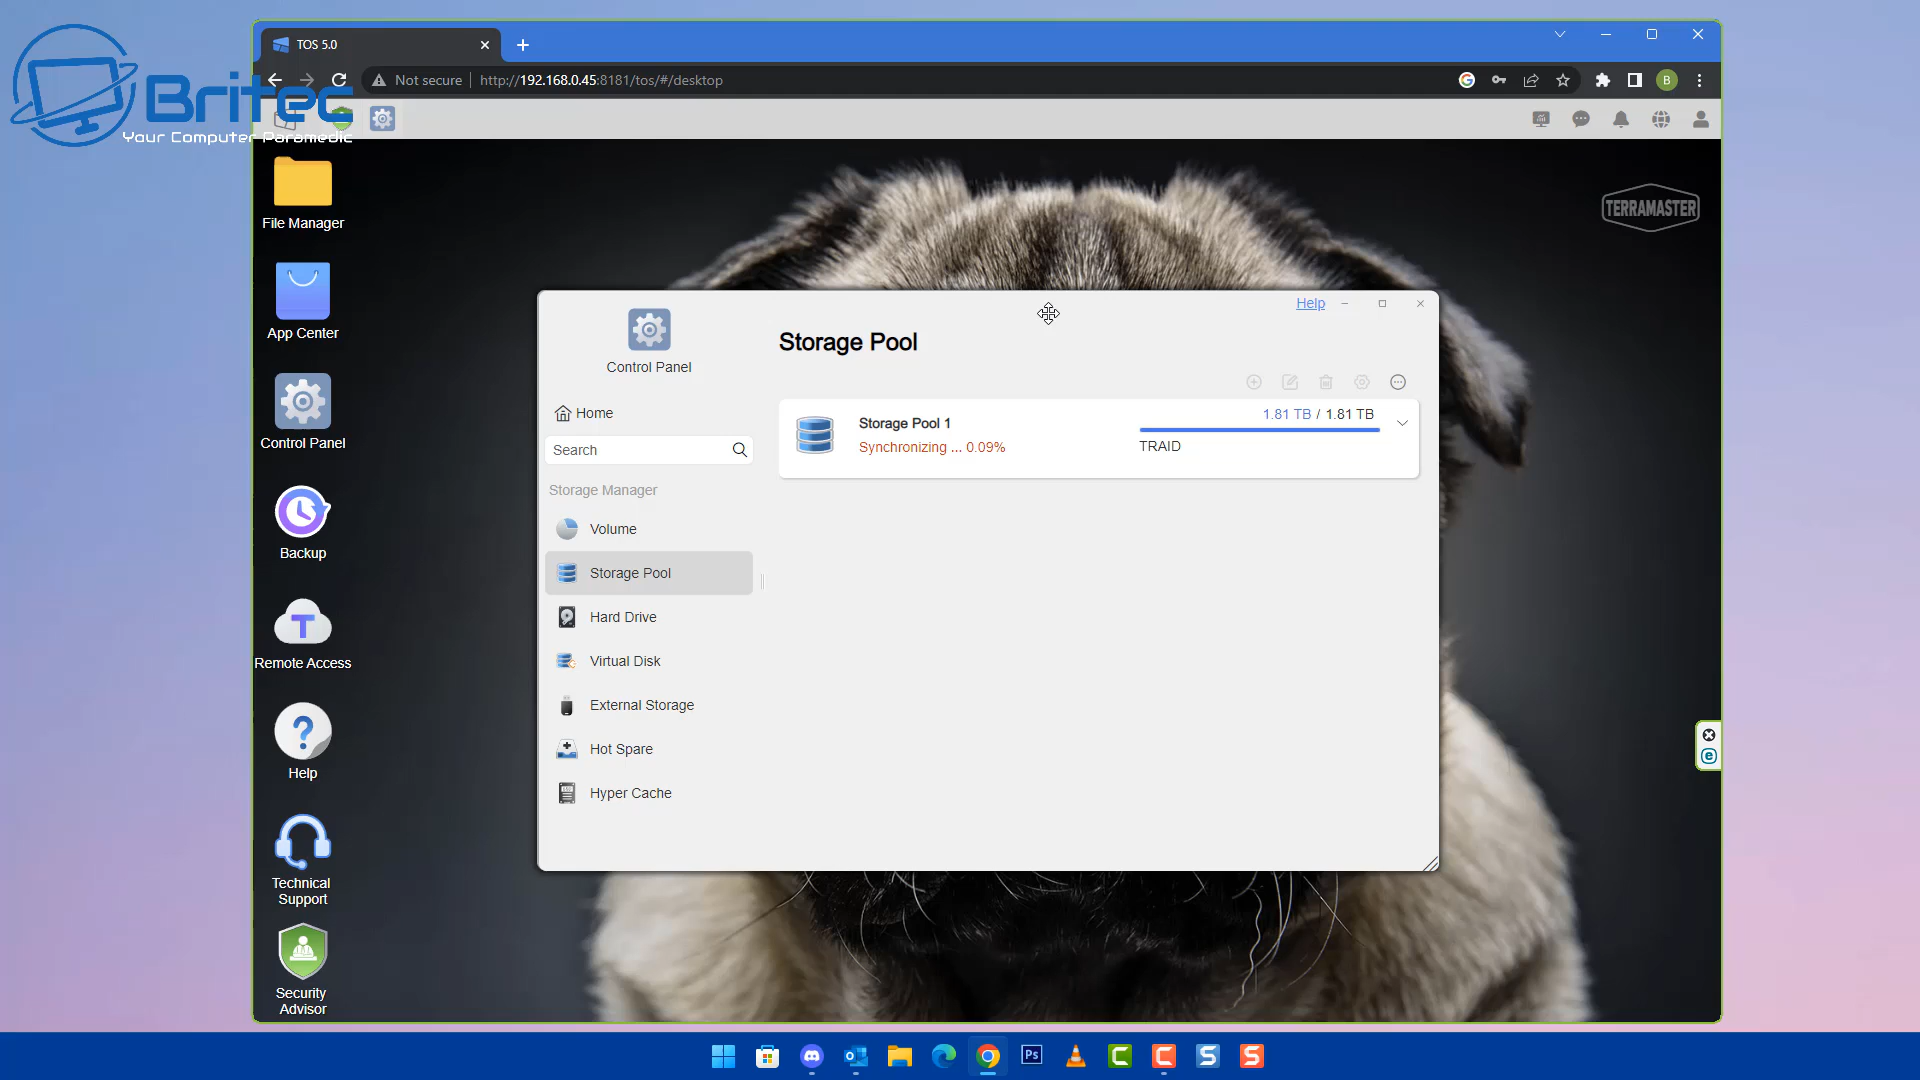 TOS 5.0
Not secure
http://192.168.0.45:8181/tos/#/desktop
B
Britec
Your Computer Paramedic
File Manager
App Center
Control Panel
Backup
T
Remote Access
?
Help
Technical
Support
Security
Advisor
TERRAMASTER
Control Panel
Home
Search
Storage Manager
Volume
Storage Pool
Hard Drive
Virtual Disk
External Storage
Hot Spare
Hyper Cache
Help
Storage Pool
Storage Pool 1
Synchronizing ... 0.09%
1.81 TB / 1.81 TB
TRAID
Ps